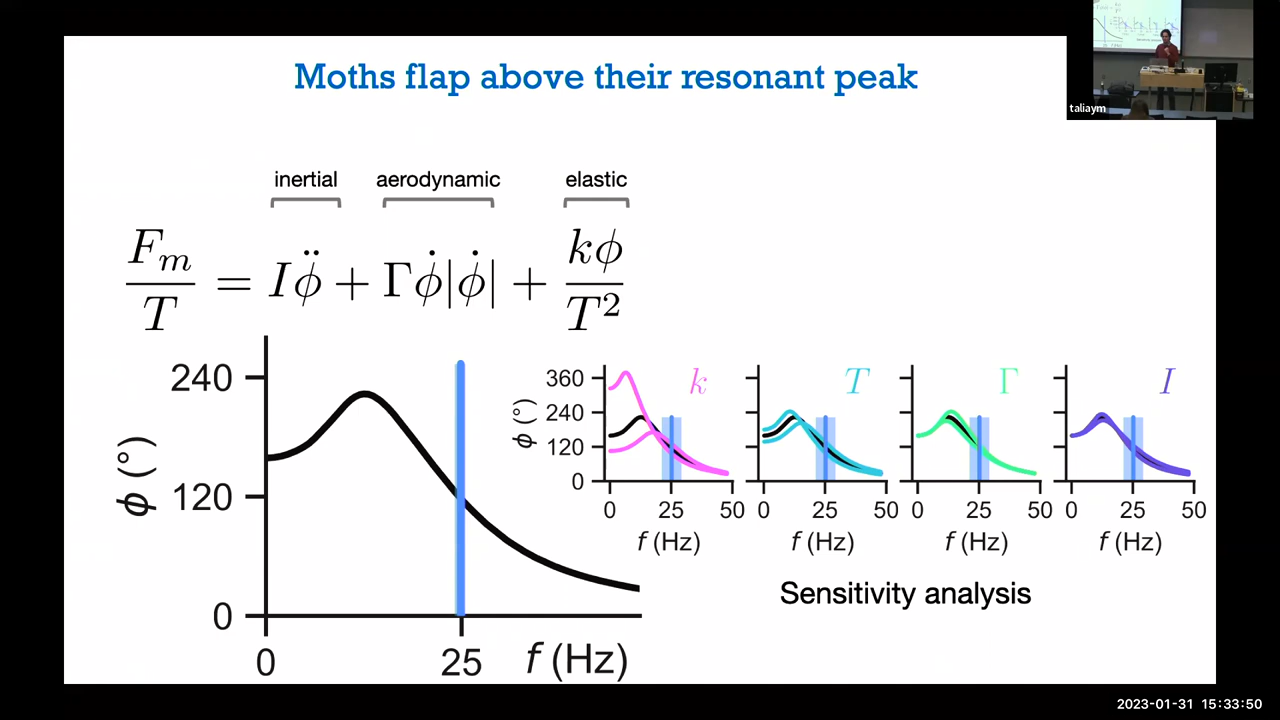 Moths flap above their resonant peak
taliaym
inertial aerodynamic elastic
F_m/T = Iφ̈ + Γφ̇|φ̇| + kφ/T²
240
120
0
ϕ (°)
0 25 f (Hz)
360
240
120
0
ϕ (°)
k T Γ I
0 25 50 0 25 50 0 25 50 0 25 50
f (Hz) f (Hz) f (Hz) f (Hz)
Sensitivity analysis
2023-01-31 15:33:50